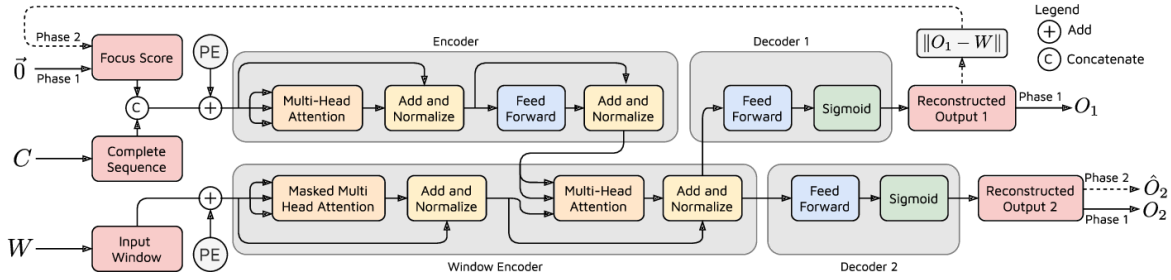 Legend
+ Add
C Concatenate
Phase 2
Phase 1
0⃗
Focus Score
PE
C
+
C
Complete
Sequence
Encoder
Multi-Head
Attention
Add and
Normalize
Feed
Forward
Add and
Normalize
Decoder 1
Feed
Forward
Sigmoid
‖O₁ − W‖
Reconstructed
Output 1
Phase 1
O₁
W
Input
Window
+
PE
Masked Multi
Head Attention
Add and
Normalize
Multi-Head
Attention
Add and
Normalize
Window Encoder
Feed
Forward
Sigmoid
Decoder 2
Reconstructed
Output 2
Phase 2
Ô₂
Phase 1
O₂